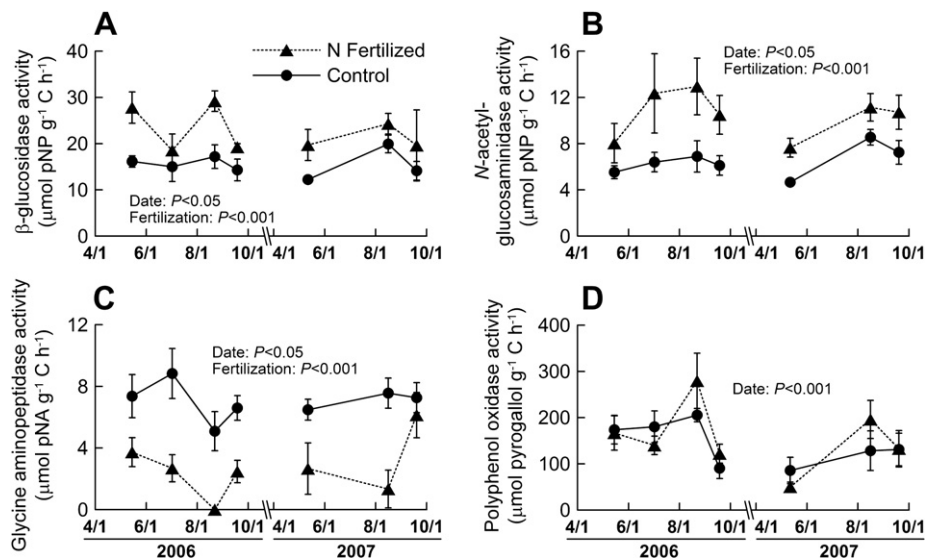 A
β-glucosidase activity
(μmol pNP g⁻¹ C h⁻¹)
40
30
20
10
0
N Fertilized
Control
Date: P<0.05
Fertilization: P<0.001
4/1 6/1 8/1 10/1 4/1 6/1 8/1 10/1
B
N-acetyl-
glucosaminidase activity
(μmol pNP g⁻¹ C h⁻¹)
16
12
8
4
0
Date: P<0.05
Fertilization: P<0.001
4/1 6/1 8/1 10/1 6/1 8/1 10/1
C
Glycine aminopeptidase activity
(μmol pNA g⁻¹ C h⁻¹)
12
8
4
0
Date: P<0.05
Fertilization: P<0.001
4/1 6/1 8/1 10/1 6/1 8/1 10/1
2006 2007
D
Polyphenol oxidase activity
(μmol pyrogallol g⁻¹ C h⁻¹)
400
300
200
100
0
Date: P<0.001
4/1 6/1 8/1 10/1 6/1 8/1 10/1
2006 2007